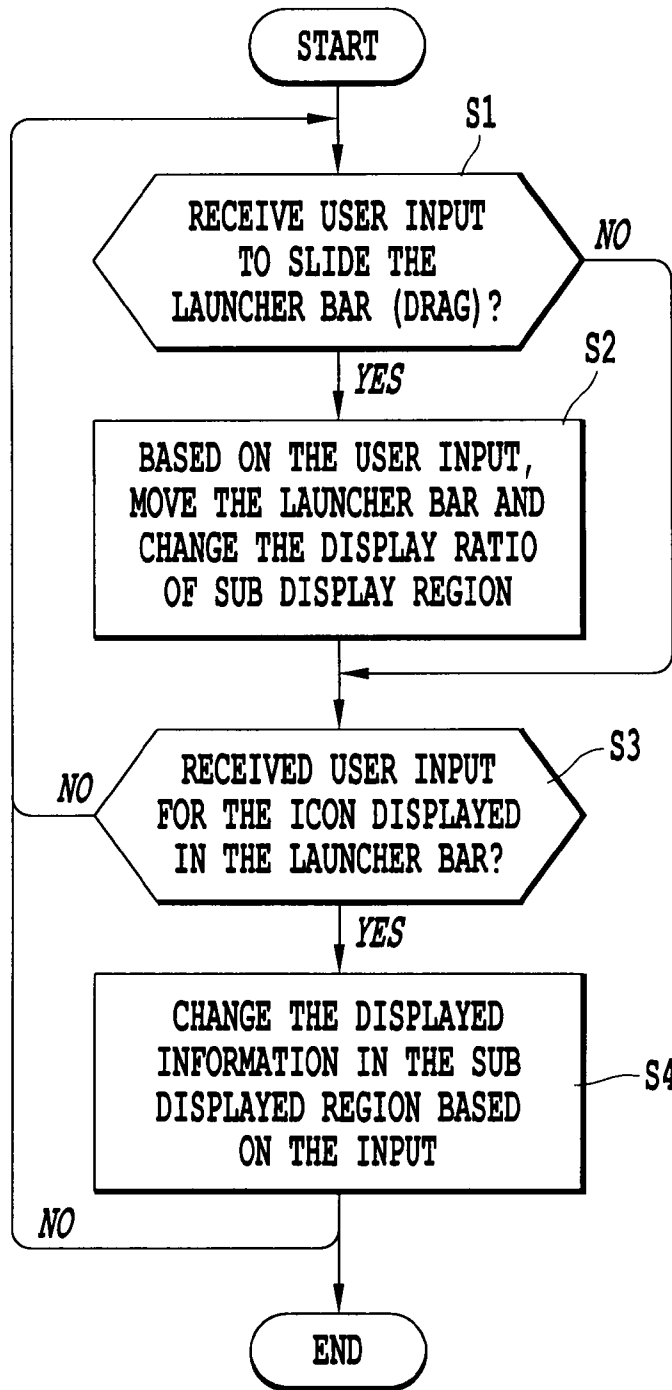 START
S1
RECEIVE USER INPUT
TO SLIDE THE
LAUNCHER BAR (DRAG)?
NO
YES
S2
BASED ON THE USER INPUT,
MOVE THE LAUNCHER BAR AND
CHANGE THE DISPLAY RATIO
OF SUB DISPLAY REGION
S3
RECEIVED USER INPUT
FOR THE ICON DISPLAYED
IN THE LAUNCHER BAR?
NO
YES
CHANGE THE DISPLAYED
INFORMATION IN THE SUB
DISPLAYED REGION BASED
ON THE INPUT
S4
NO
END